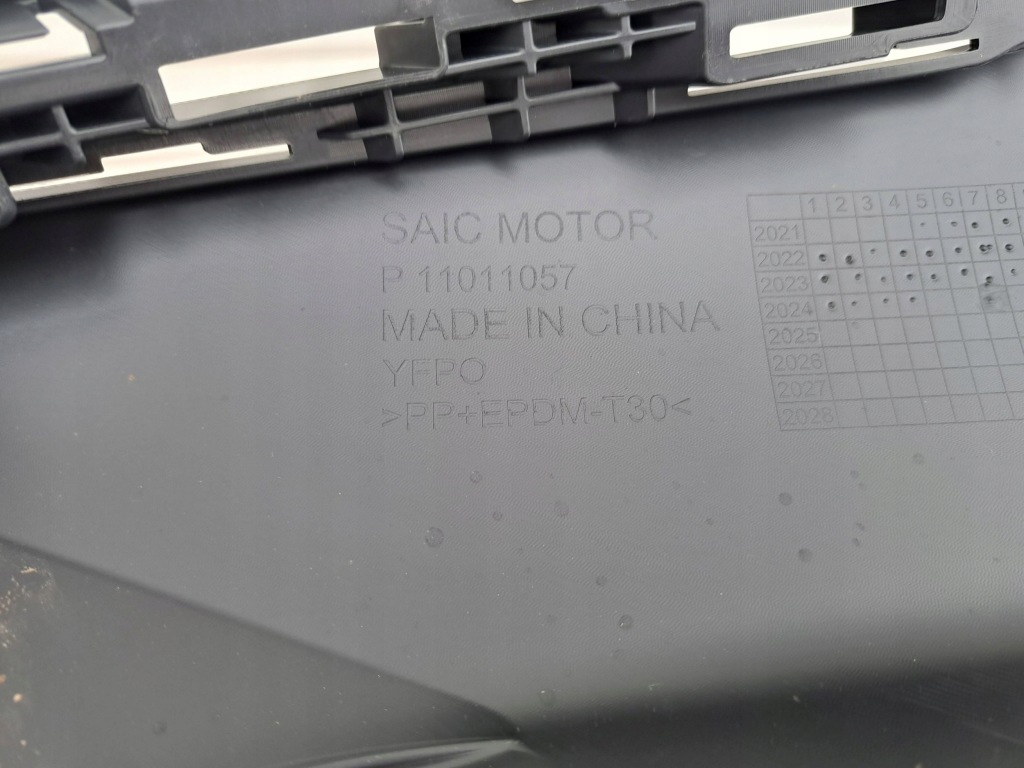 SAIC MOTOR
P 11011057
MADE IN CHINA
YFPO
>PP+EPDM-T30<
1 2 3 4 5 6 7 8
2021
2022
2023
2024
2025
2026
2027
2028